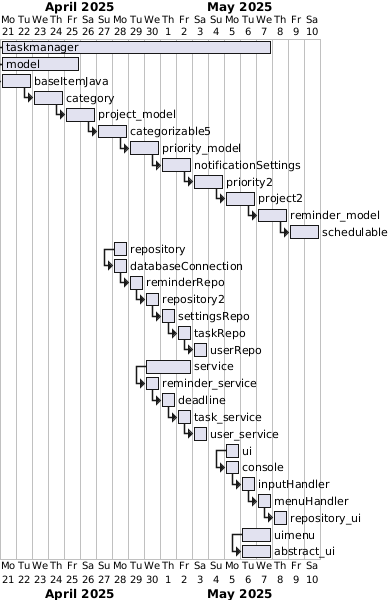 April 2025 May 2025
Mo Tu We Th Fr Sa Su Mo Tu We Th Fr Sa Su Mo Tu We Th Fr Sa
21 22 23 24 25 26 27 28 29 30 1 2 3 4 5 6 7 8 9 10
taskmanager
model
baseItemJava
category
project_model
categorizable5
priority_model
notificationSettings
priority2
project2
reminder_model
schedulable
repository
databaseConnection
reminderRepo
repository2
settingsRepo
taskRepo
userRepo
service
reminder_service
deadline
task_service
user_service
ui
console
inputHandler
menuHandler
repository_ui
uimenu
abstract_ui
Mo Tu We Th Fr Sa Su Mo Tu We Th Fr Sa Su Mo Tu We Th Fr Sa
21 22 23 24 25 26 27 28 29 30 1 2 3 4 5 6 7 8 9 10
April 2025 May 2025